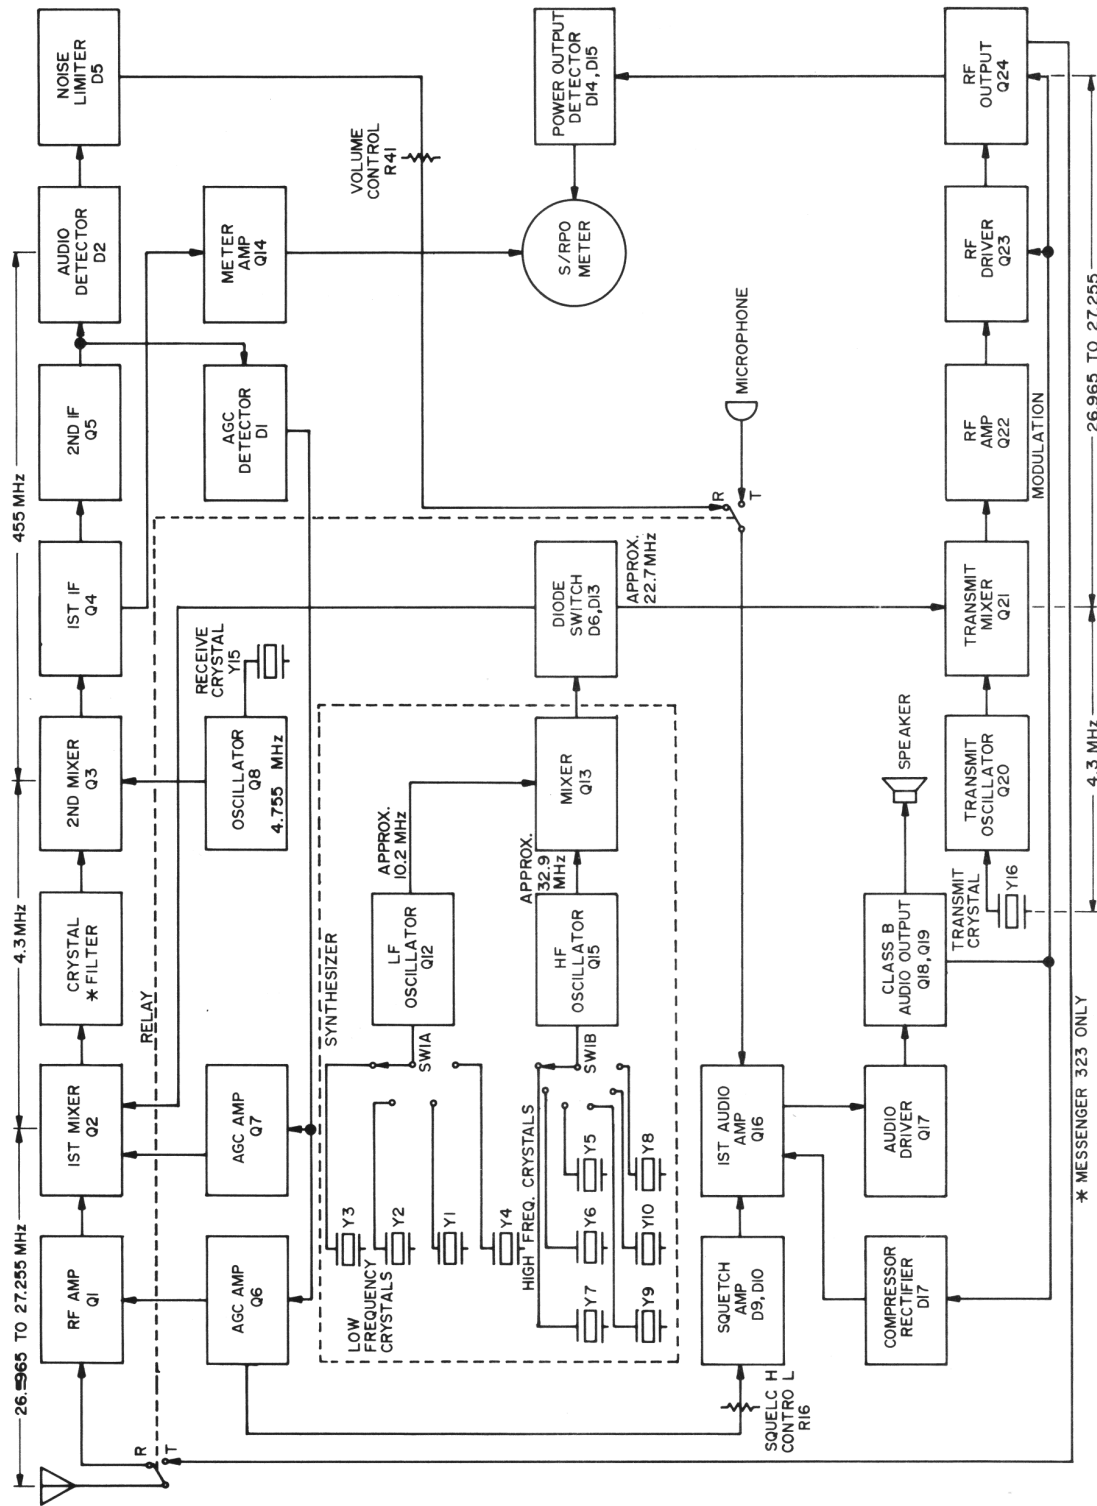 26.965 TO 27.255 MHz
4.3 MHz
455 MHz
R
T
RF AMP
Q1
1ST MIXER
Q2
CRYSTAL
* FILTER
2ND MIXER
Q3
1ST IF
Q4
2ND IF
Q5
AUDIO
DETECTOR
D2
NOISE
LIMITER
D5
RELAY
AGC AMP
Q6
AGC AMP
Q7
OSCILLATOR
Q8
4.755 MHz
RECEIVE
CRYSTAL
Y15
AGC
DETECTOR
D1
METER
AMP
Q14
VOLUME
CONTROL
R41
SYNTHESIZER
LOW
FREQUENCY
CRYSTALS
Y3
Y2
Y1
Y4
SW1A
LF
OSCILLATOR
Q12
APPROX.
10.2 MHz
HIGH FREQ. CRYSTALS
Y7
Y6
Y5
Y9
Y10
Y8
SW1B
HF
OSCILLATOR
Q15
APPROX.
32.9
MHz
MIXER
Q13
DIODE
SWITCH
D6, D13
APPROX.
22.7MHz
S/RPO
METER
POWER OUTPUT
DETECTOR
D14, D15
R
T
MICROPHONE
SQUELC H
CONTRO L
R16
SQUETCH
AMP
D9, D10
1ST AUDIO
AMP
Q16
COMPRESSOR
RECTIFIER
D17
AUDIO
DRIVER
Q17
CLASS B
AUDIO OUTPUT
Q18, Q19
SPEAKER
TRANSMIT
CRYSTAL
Y16
TRANSMIT
OSCILLATOR
Q20
TRANSMIT
MIXER
Q21
RF
AMP
Q22
RF
DRIVER
Q23
RF
OUTPUT
Q24
MODULATION
4.3 MHz
26.965 TO 27.255
* MESSENGER 323 ONLY